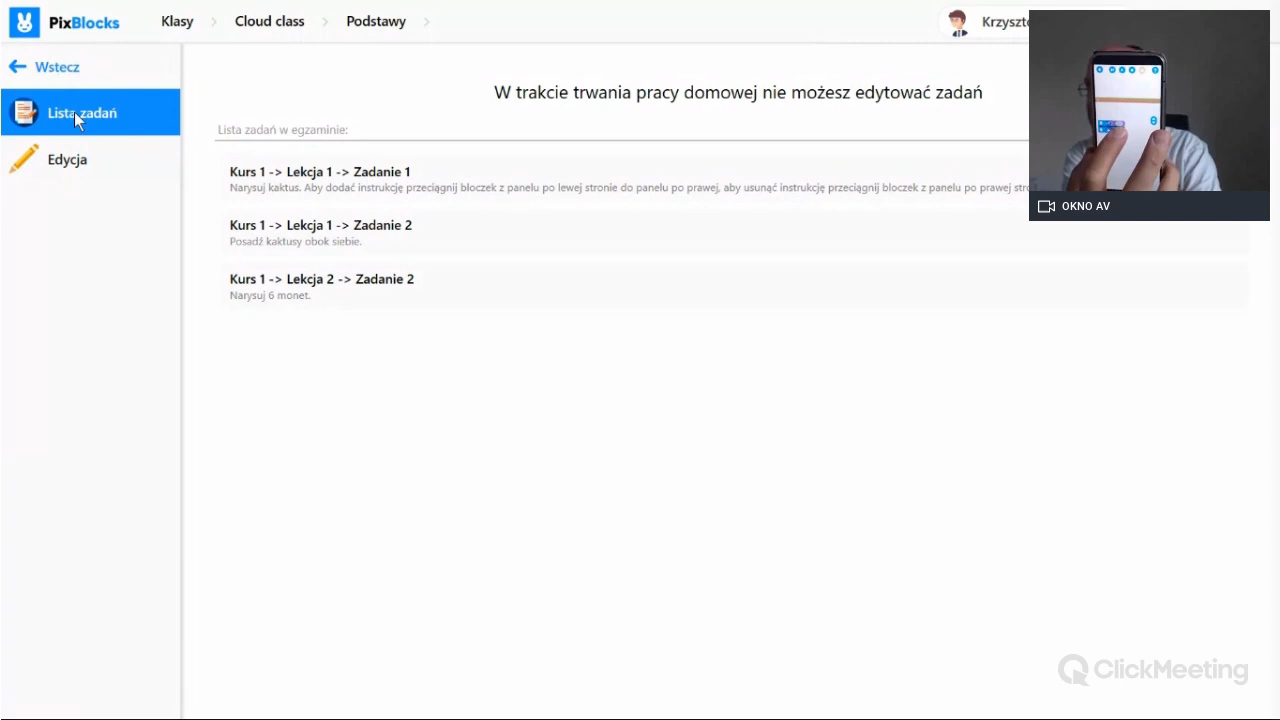 PixBlocks
Klasy
Cloud class
Podstawy
Krzyszto
Wstecz
Lista zadań
Edycja
W trakcie trwania pracy domowej nie możesz edytować zadań
Lista zadań w egzaminie:
Kurs 1 -> Lekcja 1 -> Zadanie 1
Narysuj kaktus. Aby dodać instrukcję przeciągnij bloczek z panelu po lewej stronie do panelu po prawej, aby usunąć instrukcję przeciągnij bloczek z panelu po prawej stro
Kurs 1 -> Lekcja 1 -> Zadanie 2
Posadź kaktusy obok siebie.
Kurs 1 -> Lekcja 2 -> Zadanie 2
Narysuj 6 monet.
OKNO AV
ClickMeeting